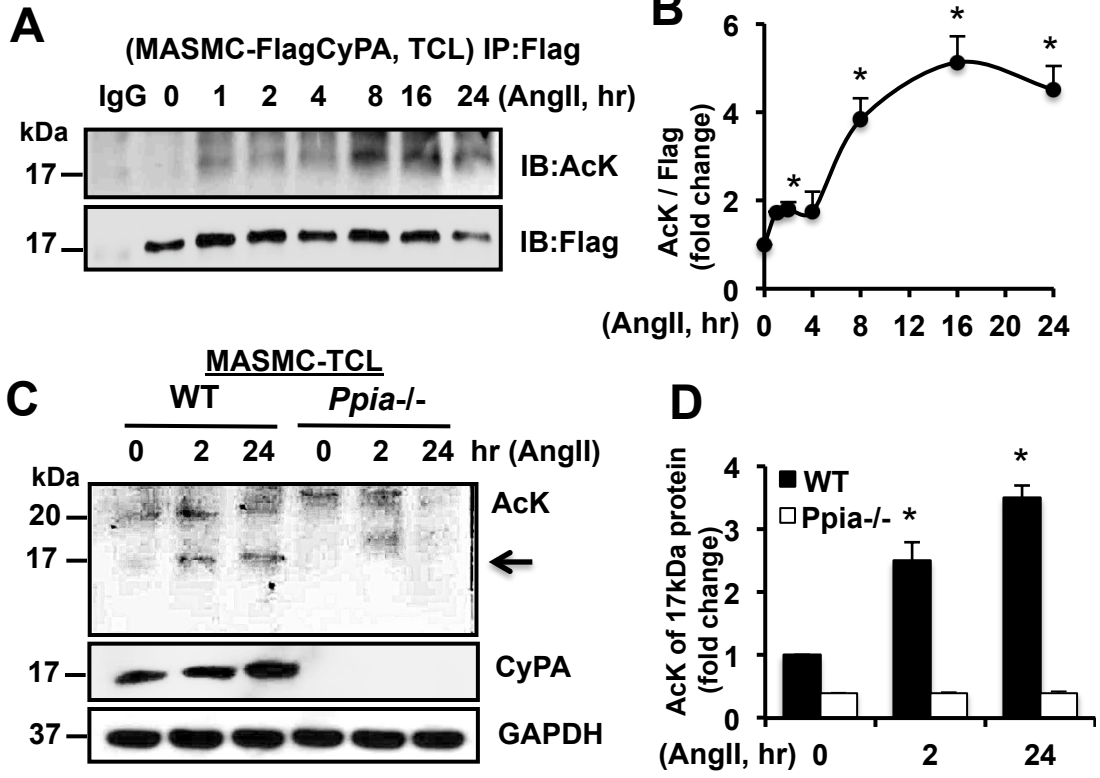 A
(MASMC-FlagCyPA, TCL) IP:Flag
IgG 0 1 2 4 8 16 24 (AngII, hr)
kDa
17
IB:AcK
17
IB:Flag
B
AcK / Flag
(fold change)
6
4
2
0
* * * *
(AngII, hr) 0 4 8 12 16 20 24
C
MASMC-TCL
WT Ppia-/-
0 2 24 0 2 24 hr (AngII)
kDa
20
17
AcK
17
CyPA
37
GAPDH
D
AcK of 17kDa protein
(fold change)
4
3
2
1
0
WT
Ppia-/-
* *
(AngII, hr) 0 2 24